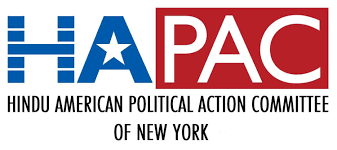 HAPAC
HINDU AMERICAN POLITICAL ACTION COMMITTEE
OF NEW YORK